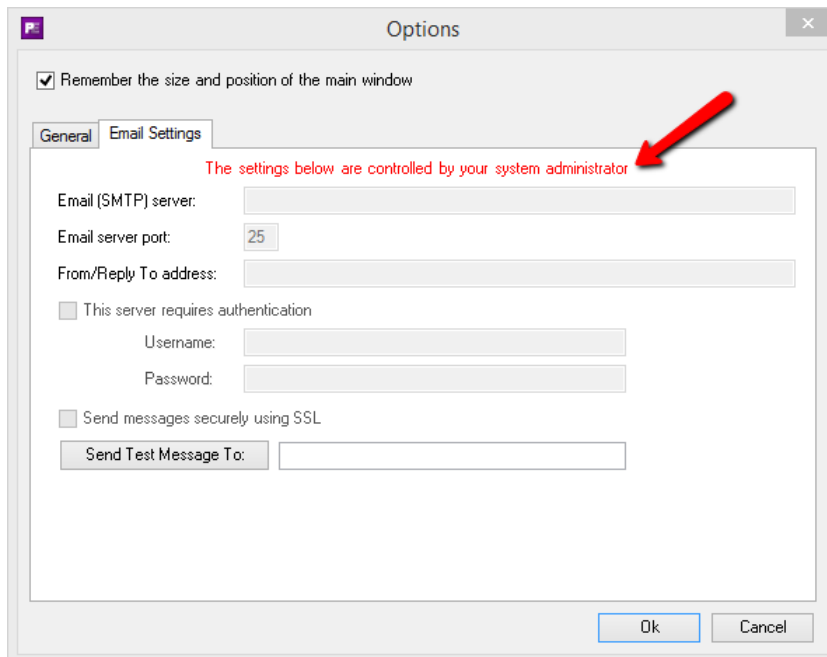 PE
Options
Remember the size and position of the main window
General
Email Settings
The settings below are controlled by your system administrator
Email (SMTP) server:
Email server port:
25
From/Reply To address:
This server requires authentication
Username:
Password:
Send messages securely using SSL
Send Test Message To:
Ok
Cancel